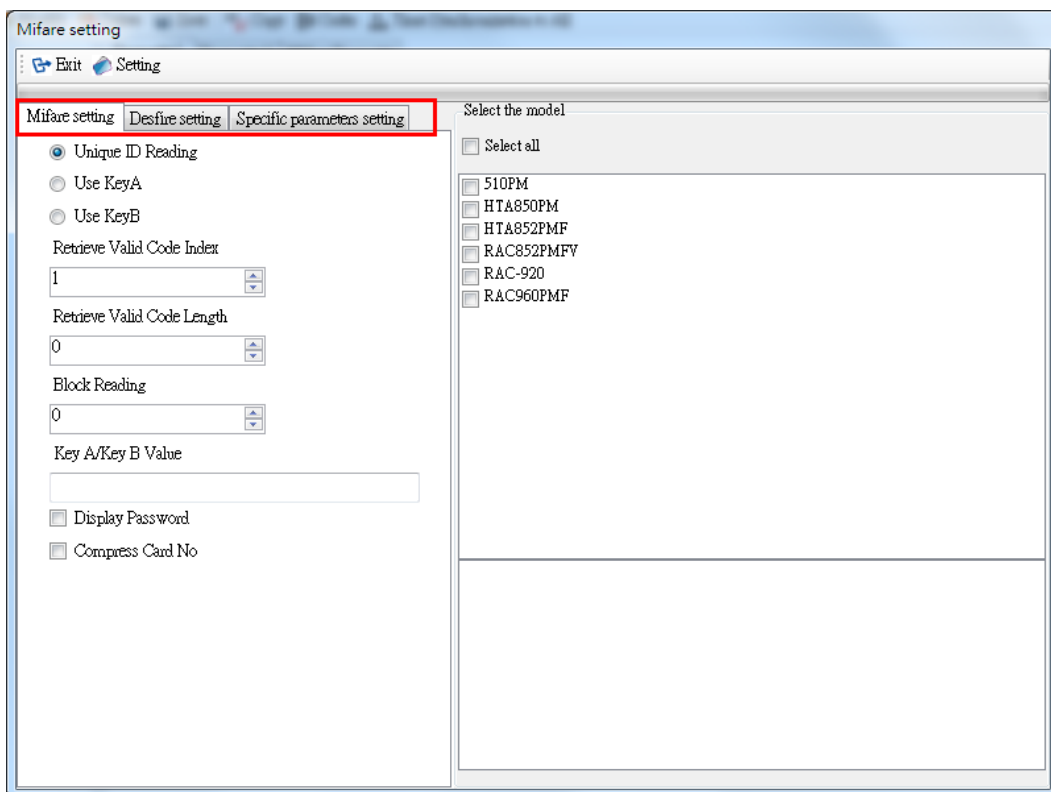 Mifare setting
Exit Setting
Mifare setting Desfire setting Specific parameters setting
Unique ID Reading
Use KeyA
Use KeyB
Retrieve Valid Code Index
1
Retrieve Valid Code Length
0
Block Reading
0
Key A/Key B Value
Display Password
Compress Card No
Select the model
Select all
510PM
HTA850PM
HTA852PMF
RAC852PMFV
RAC-920
RAC960PMF